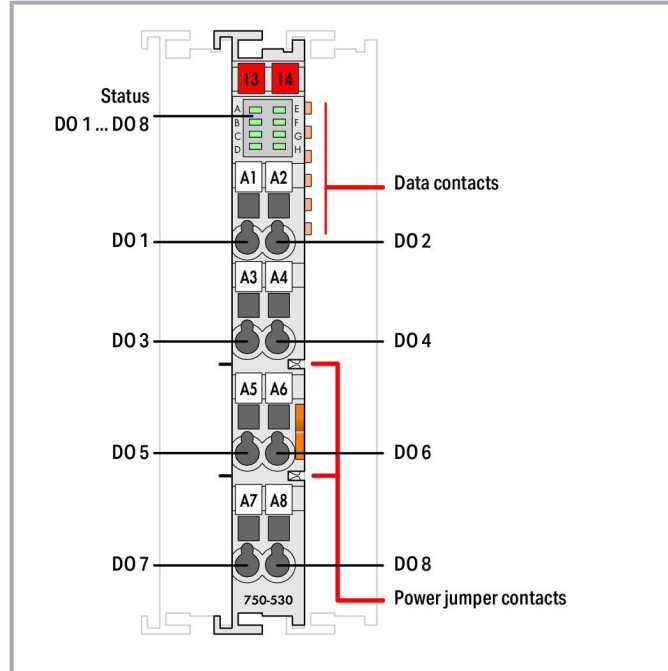 13 14
Status
DO 1 ... DO 8
A E
B F
C G
D H
A1 A2
Data contacts
DO 1
DO 2
A3 A4
DO 3
DO 4
A5 A6
DO 5
DO 6
A7 A8
DO 7
DO 8
750-530
Power jumper contacts